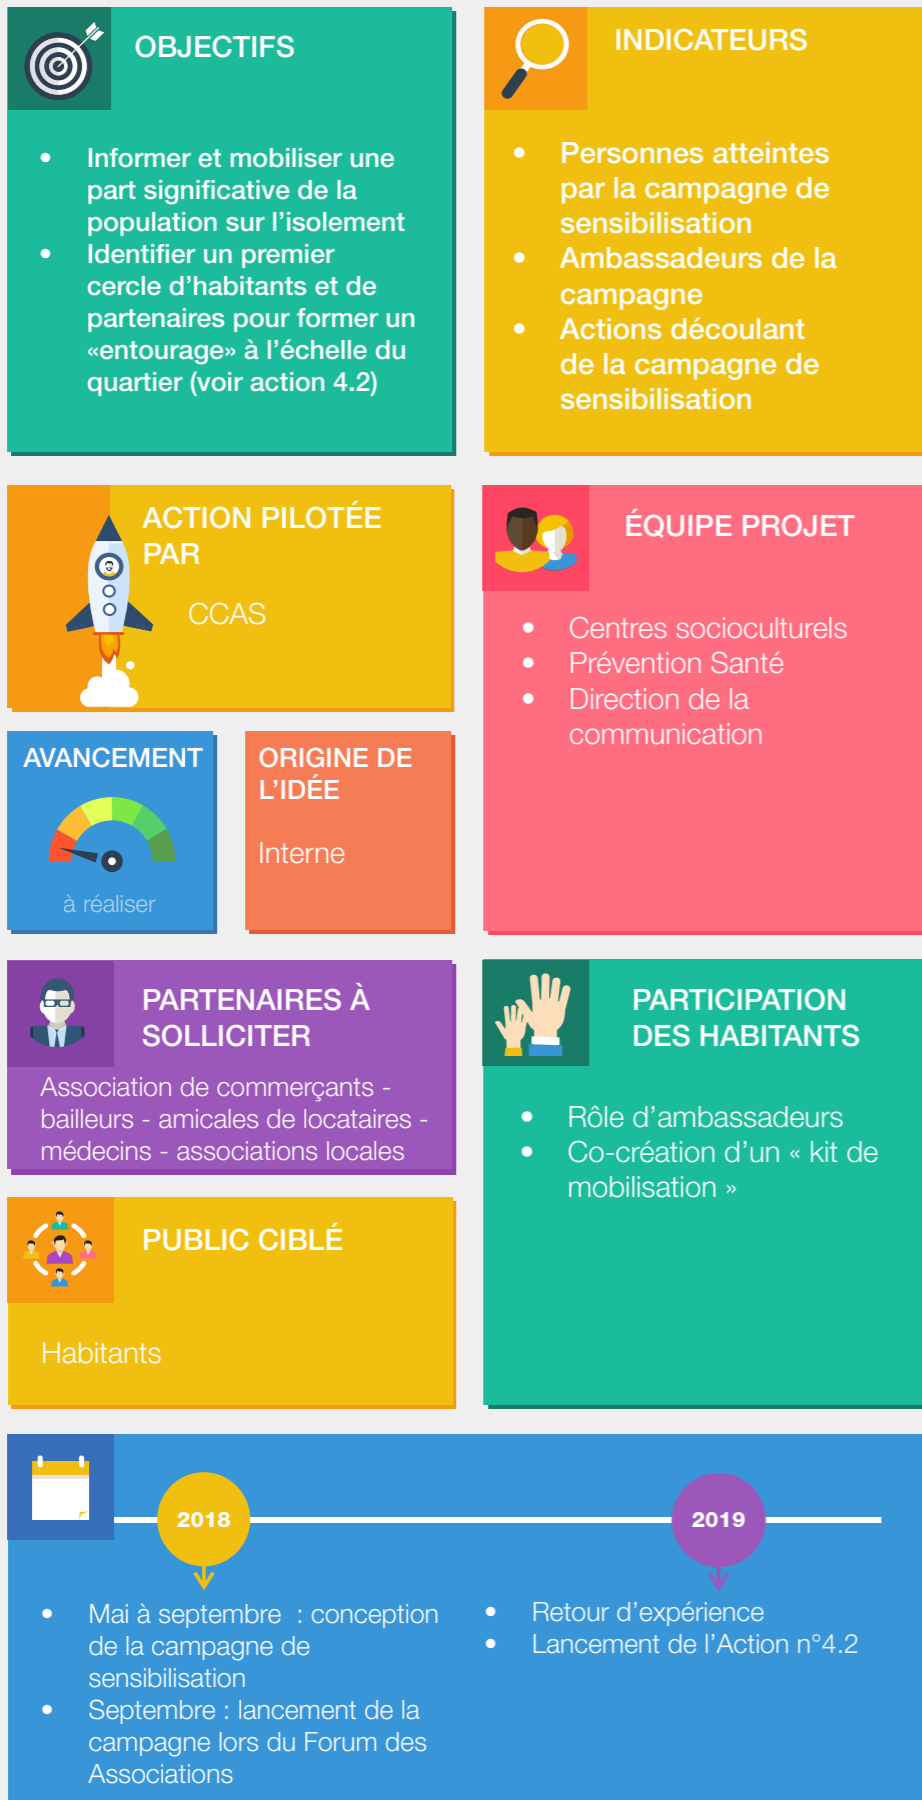 OBJECTIFS
• Informer et mobiliser une
part significative de la
population sur l'isolement
• Identifier un premier
cercle d'habitants et de
partenaires pour former un
«entourage» à l'échelle du
quartier (voir action 4.2)
INDICATEURS
• Personnes atteintes
par la campagne de
sensibilisation
• Ambassadeurs de la
campagne
• Actions découlant
de la campagne de
sensibilisation
ACTION PILOTÉE
PAR
CCAS
ÉQUIPE PROJET
• Centres socioculturels
• Prévention Santé
• Direction de la
communication
AVANCEMENT
à réaliser
ORIGINE DE
L'IDÉE
Interne
PARTENAIRES À
SOLLICITER
Association de commerçants -
bailleurs - amicales de locataires -
médecins - associations locales
PARTICIPATION
DES HABITANTS
• Rôle d'ambassadeurs
• Co-création d'un « kit de
mobilisation »
PUBLIC CIBLÉ
Habitants
2018
• Mai à septembre : conception
de la campagne de
sensibilisation
• Septembre : lancement de la
campagne lors du Forum des
Associations
2019
• Retour d'expérience
• Lancement de l'Action n°4.2